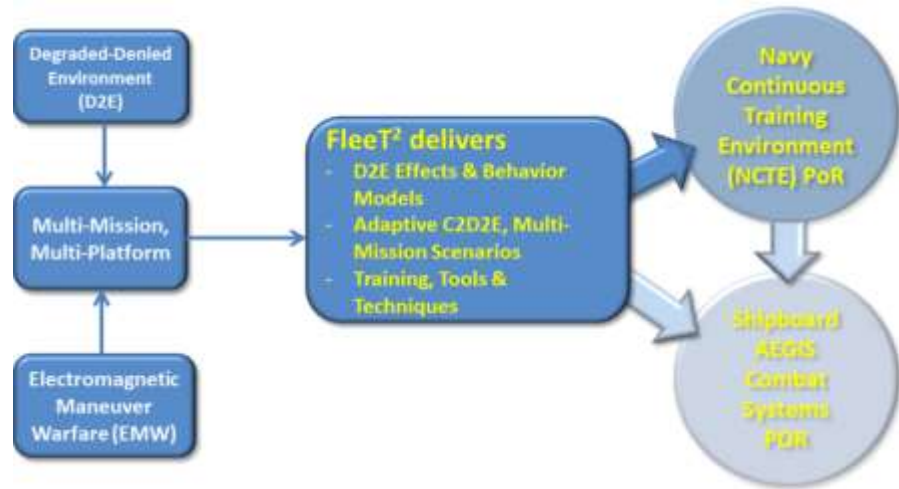 Degraded-Denied
Environment
(D2E)
Multi-Mission,
Multi-Platform
Electromagnetic
Maneuver
Warfare (EMW)
FleeT² delivers
- D2E Effects & Behavior
Models
- Adaptive C2D2E, Multi-
Mission Scenarios
- Training, Tools &
Techniques
Navy
Continuous
Training
Environment
(NCTE) PoR
Shipboard
AEGIS
Combat
Systems
POR